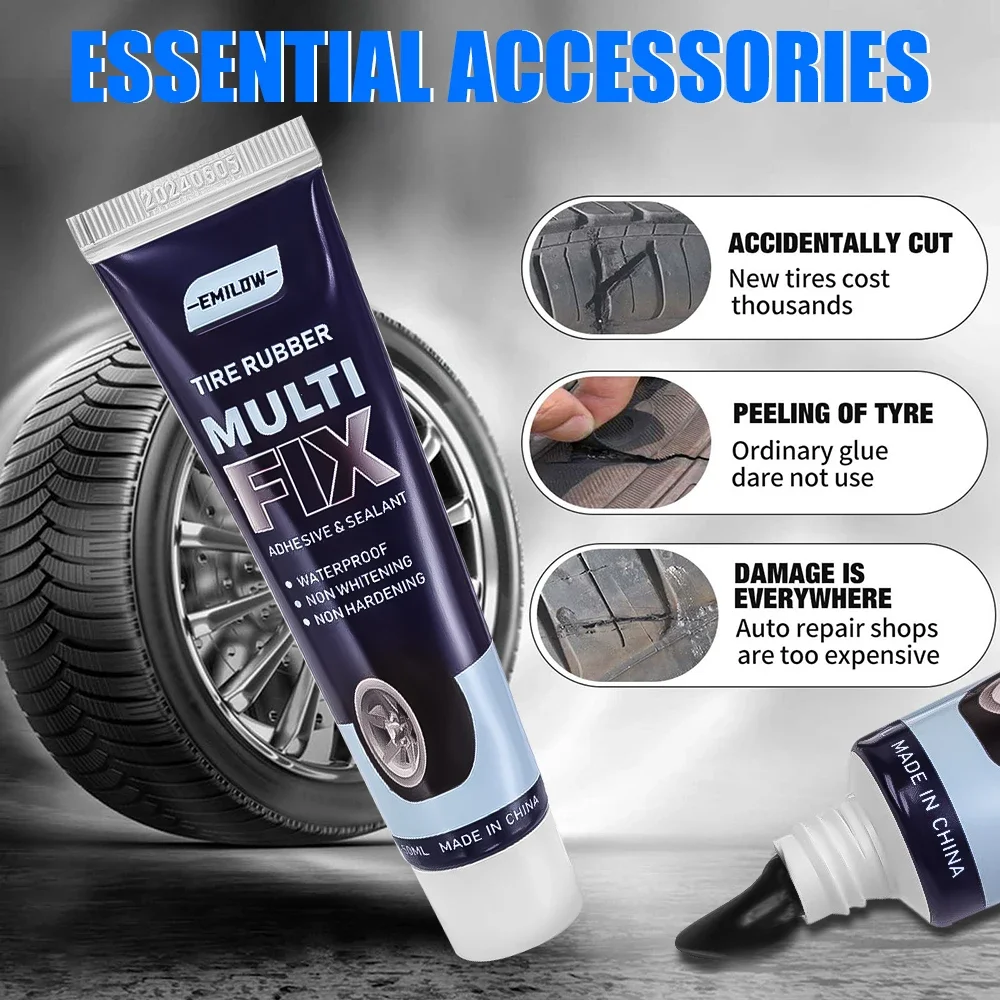 ESSENTIAL ACCESSORIES
20240605
EMILOW
TIRE RUBBER
MULTI
FIX
ADHESIVE & SEALANT
• WATERPROOF
• NON WHITENING
• NON HARDENING
50ML MADE IN CHINA
ACCIDENTALLY CUT
New tires cost
thousands
PEELING OF TYRE
Ordinary glue
dare not use
DAMAGE IS
EVERYWHERE
Auto repair shops
are too expensive
MADE IN CHINA